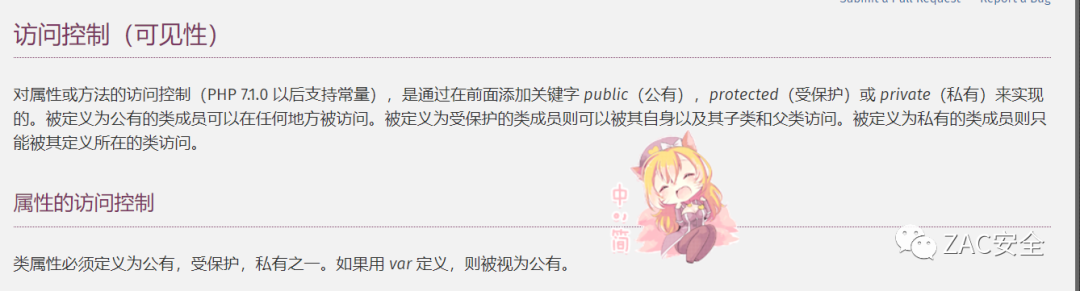 Submit a Pull Request Report a Bug
访问控制（可见性）
对属性或方法的访问控制（PHP 7.1.0 以后支持常量），是通过在前面添加关键字 public（公有），protected（受保护）或 private（私有）来实现
的。被定义为公有的类成员可以在任何地方被访问。被定义为受保护的类成员则可以被其自身以及其子类和父类访问。被定义为私有的类成员则只
能被其定义所在的类访问。
属性的访问控制
中
简
ZAC安全
类属性必须定义为公有，受保护，私有之一。如果用 var 定义，则被视为公有。